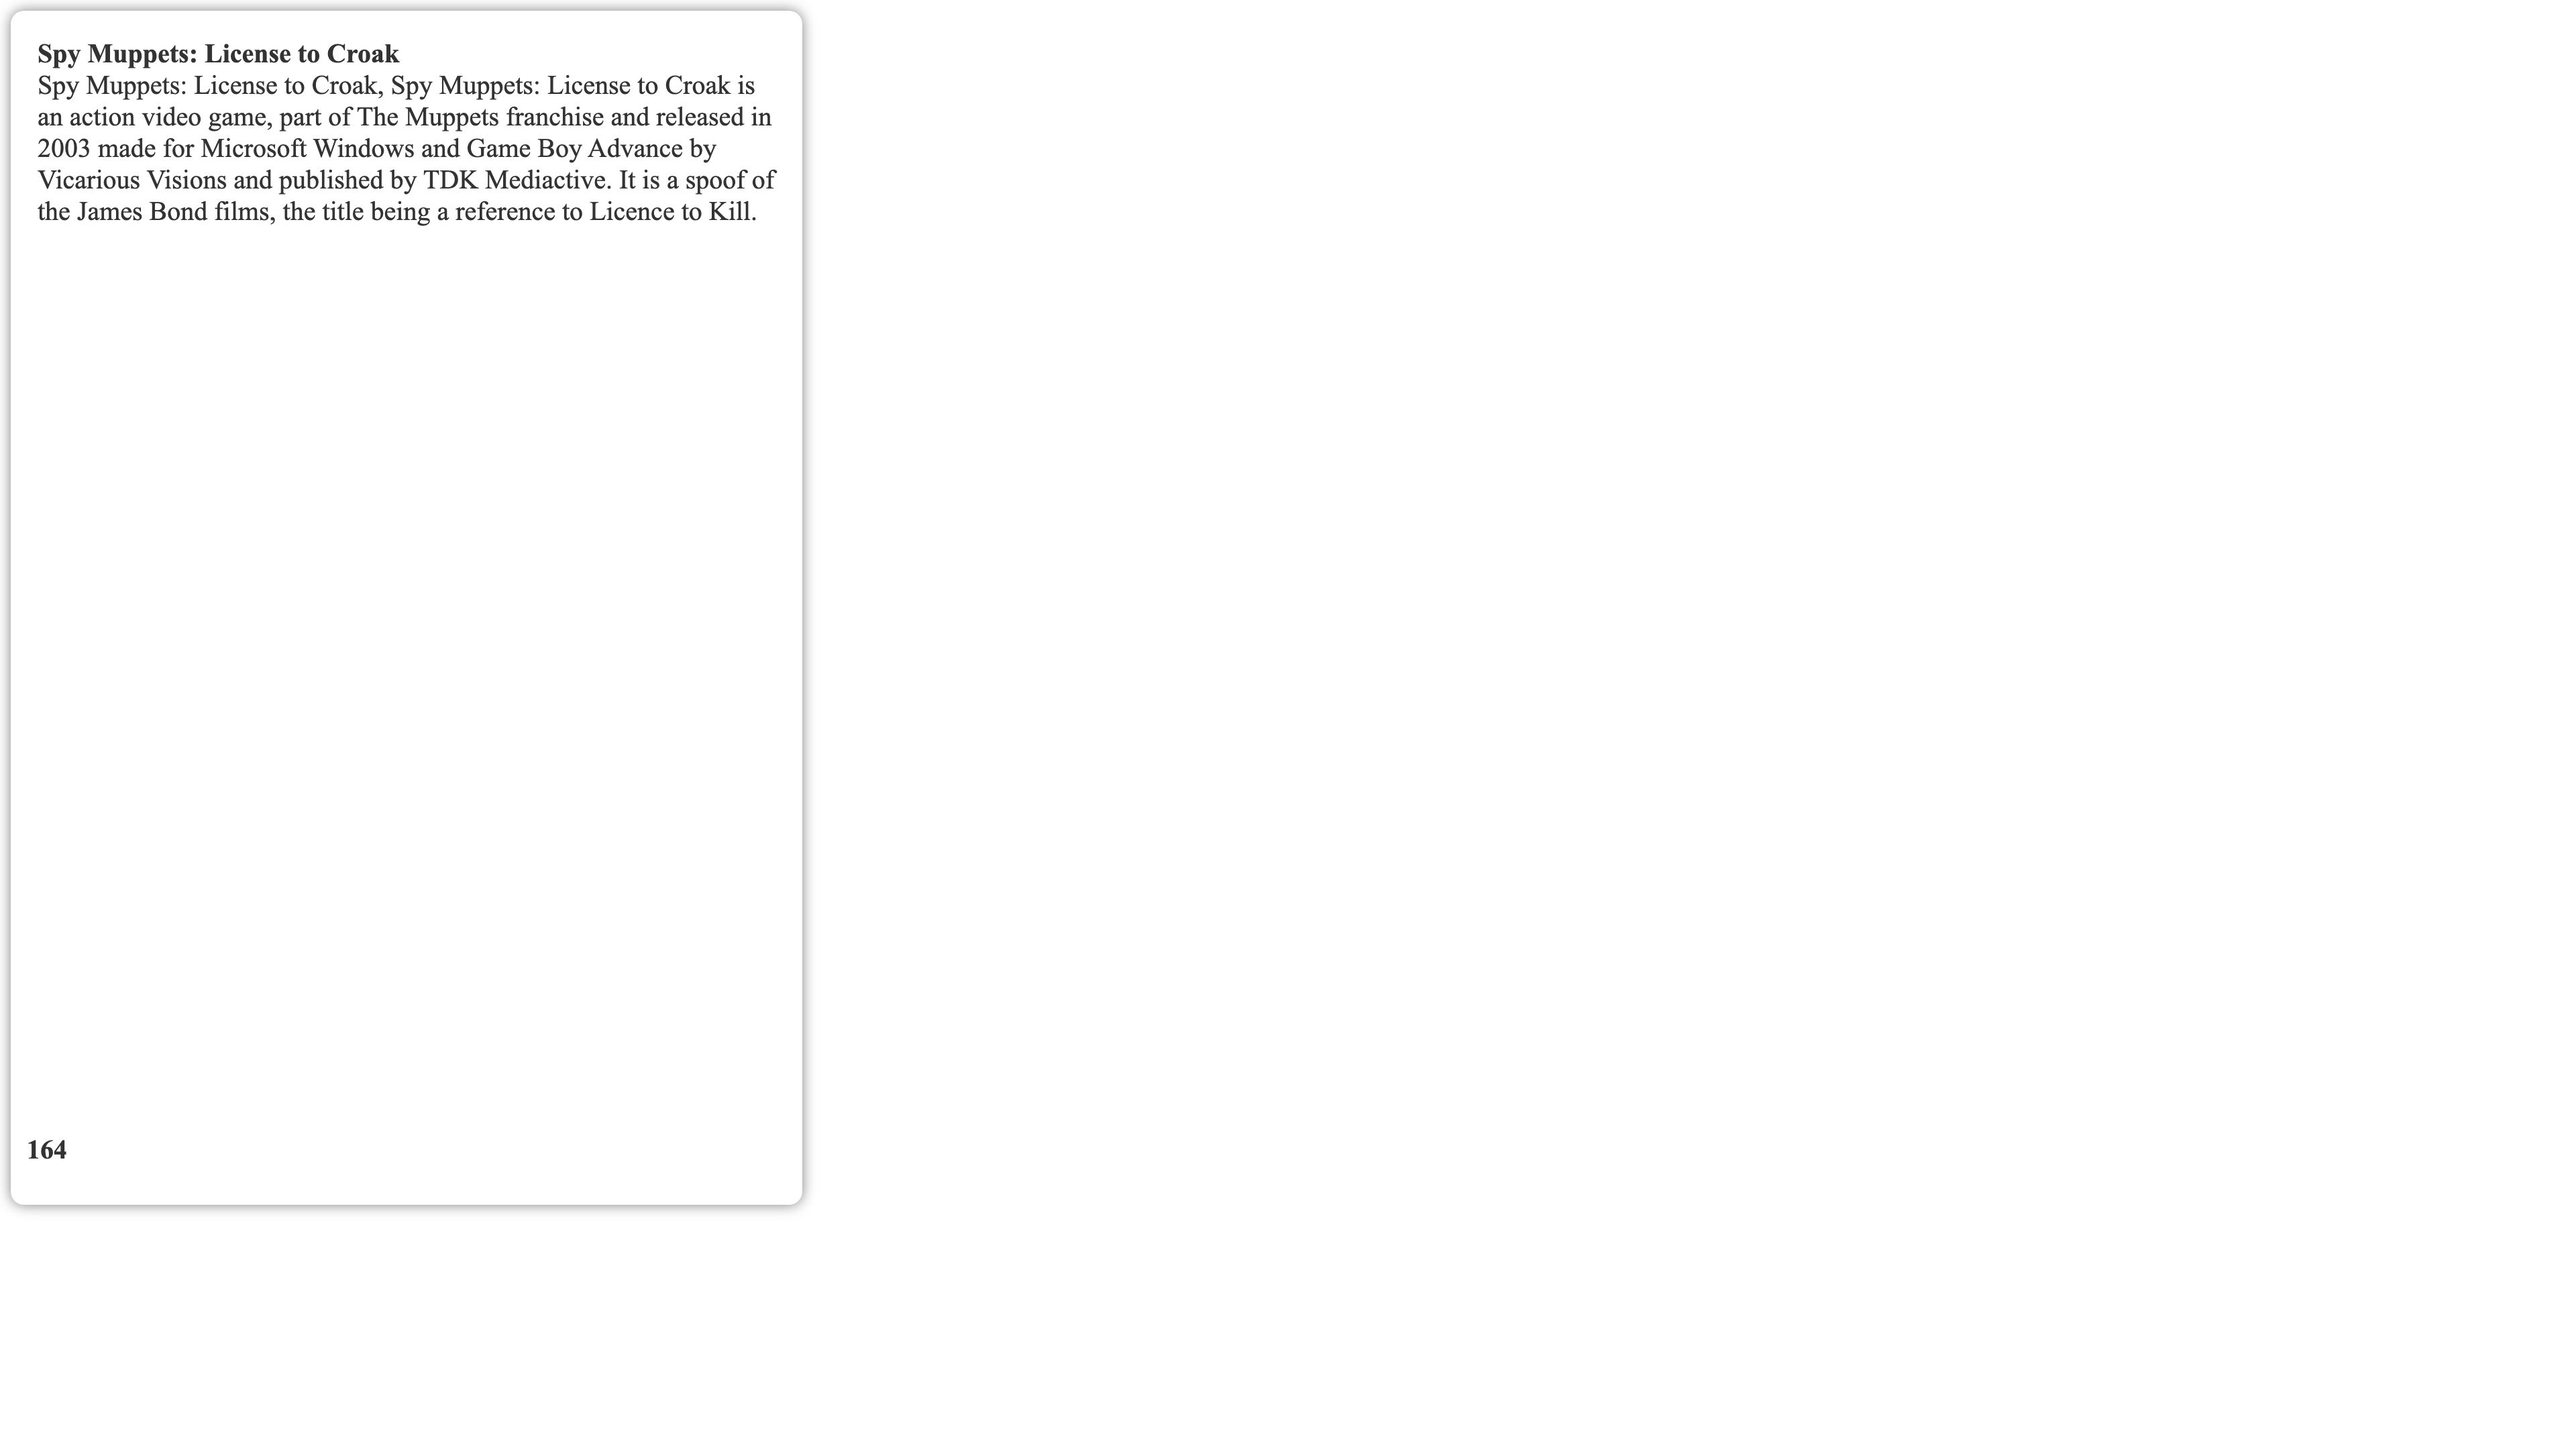 Spy Muppets: License to Croak
Spy Muppets: License to Croak, Spy Muppets: License to Croak is
an action video game, part of The Muppets franchise and released in
2003 made for Microsoft Windows and Game Boy Advance by
Vicarious Visions and published by TDK Mediactive. It is a spoof of
the James Bond films, the title being a reference to Licence to Kill.
164